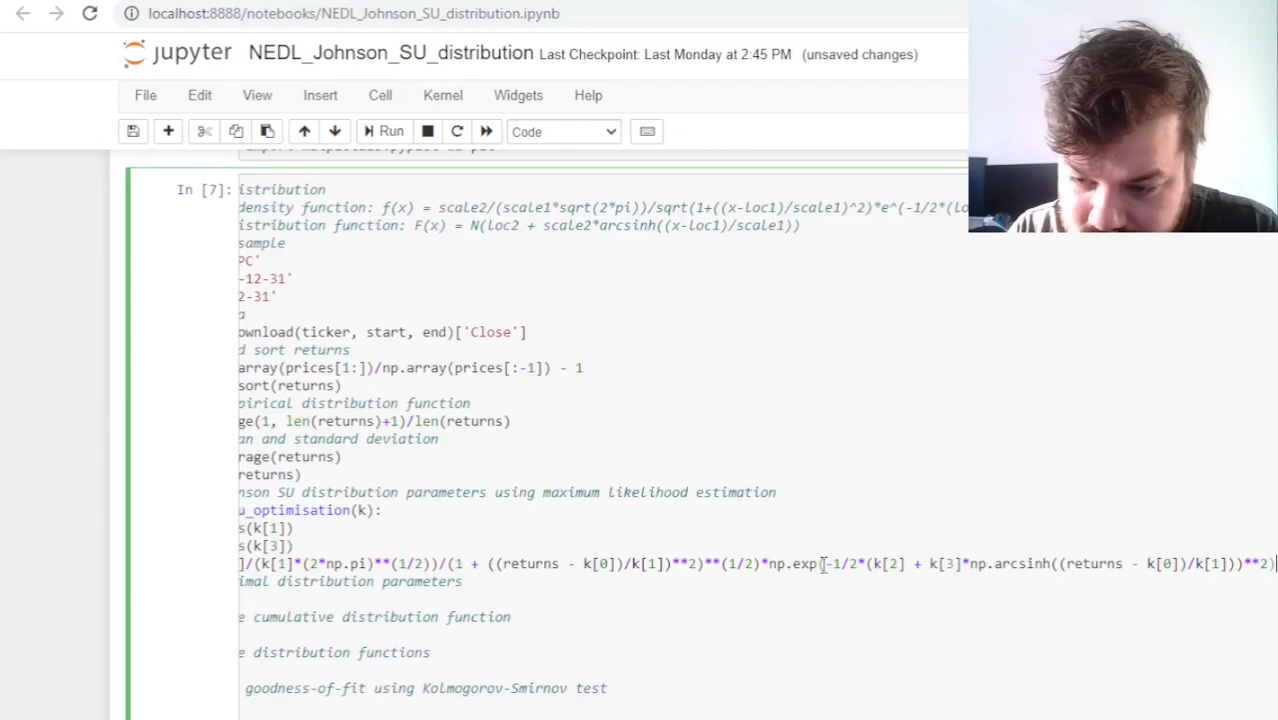 localhost:8888/notebooks/NEDL_Johnson_SU_distribution.ipynb
jupyter NEDL_Johnson_SU_distribution Last Checkpoint: Last Monday at 2:45 PM (unsaved changes)
File Edit View Insert Cell Kernel Widgets Help
Run Code
In [7]:
istribution
density function: f(x) = scale2/(scale1*sqrt(2*pi))/sqrt(1+((x-loc1)/scale1)^2)*e^(-1/2*(lo
istribution function: F(x) = N(loc2 + scale2*arcsinh((x-loc1)/scale1))
sample
PC'
-12-31'
2-31'
a
ownload(ticker, start, end)['Close']
d sort returns
array(prices[1:])/np.array(prices[:-1]) - 1
sort(returns)
pirical distribution function
ge(1, len(returns)+1)/len(returns)
an and standard deviation
rage(returns)
returns)
nson SU distribution parameters using maximum likelihood estimation
u_optimisation(k):
s(k[1])
s(k[3])
]/(k[1]*(2*np.pi)**(1/2))/(1 + ((returns - k[0])/k[1])**2)**(1/2)*np.exp(-1/2*(k[2] + k[3]*np.arcsinh((returns - k[0])/k[1]))**2)
imal distribution parameters
e cumulative distribution function
e distribution functions
goodness-of-fit using Kolmogorov-Smirnov test